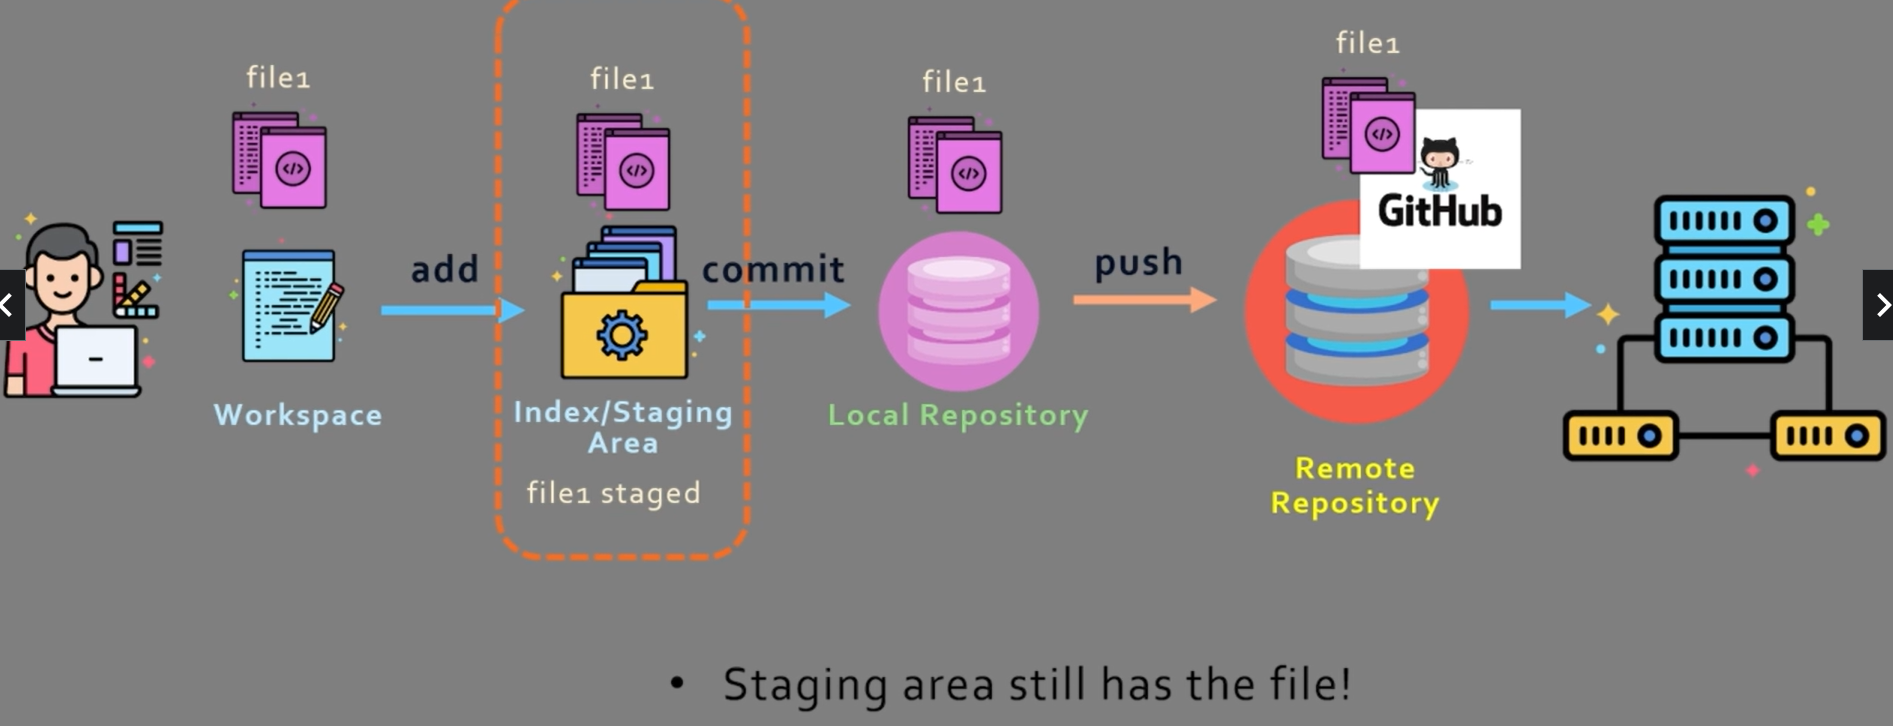 file1
file1
file1
file1
GitHub
add
commit
push
Workspace
Index/Staging
Area
Local Repository
Remote
Repository
file1 staged
• Staging area still has the file!